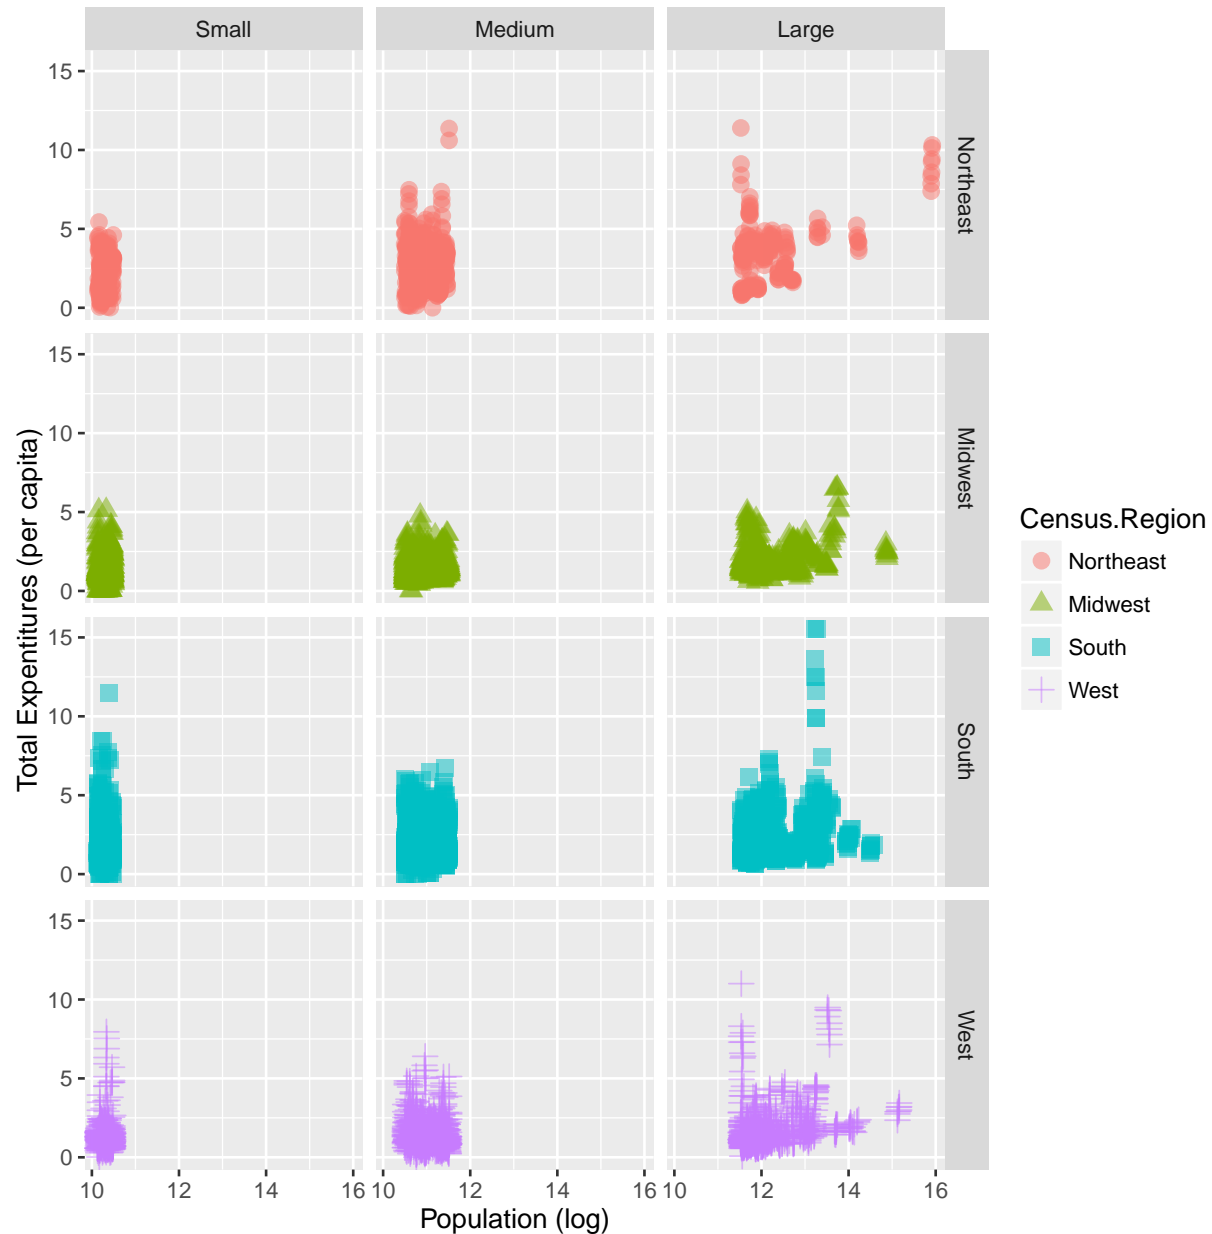 Small Medium Large
15
10
5
0
Northeast
15
10
5
0
Midwest
15
10
5
0
South
15
10
5
0
West
10 12 14 16 10 12 14 16 10 12 14 16
Population (log)
Total Expentitures (per capita)
Census.Region
Northeast
Midwest
South
West